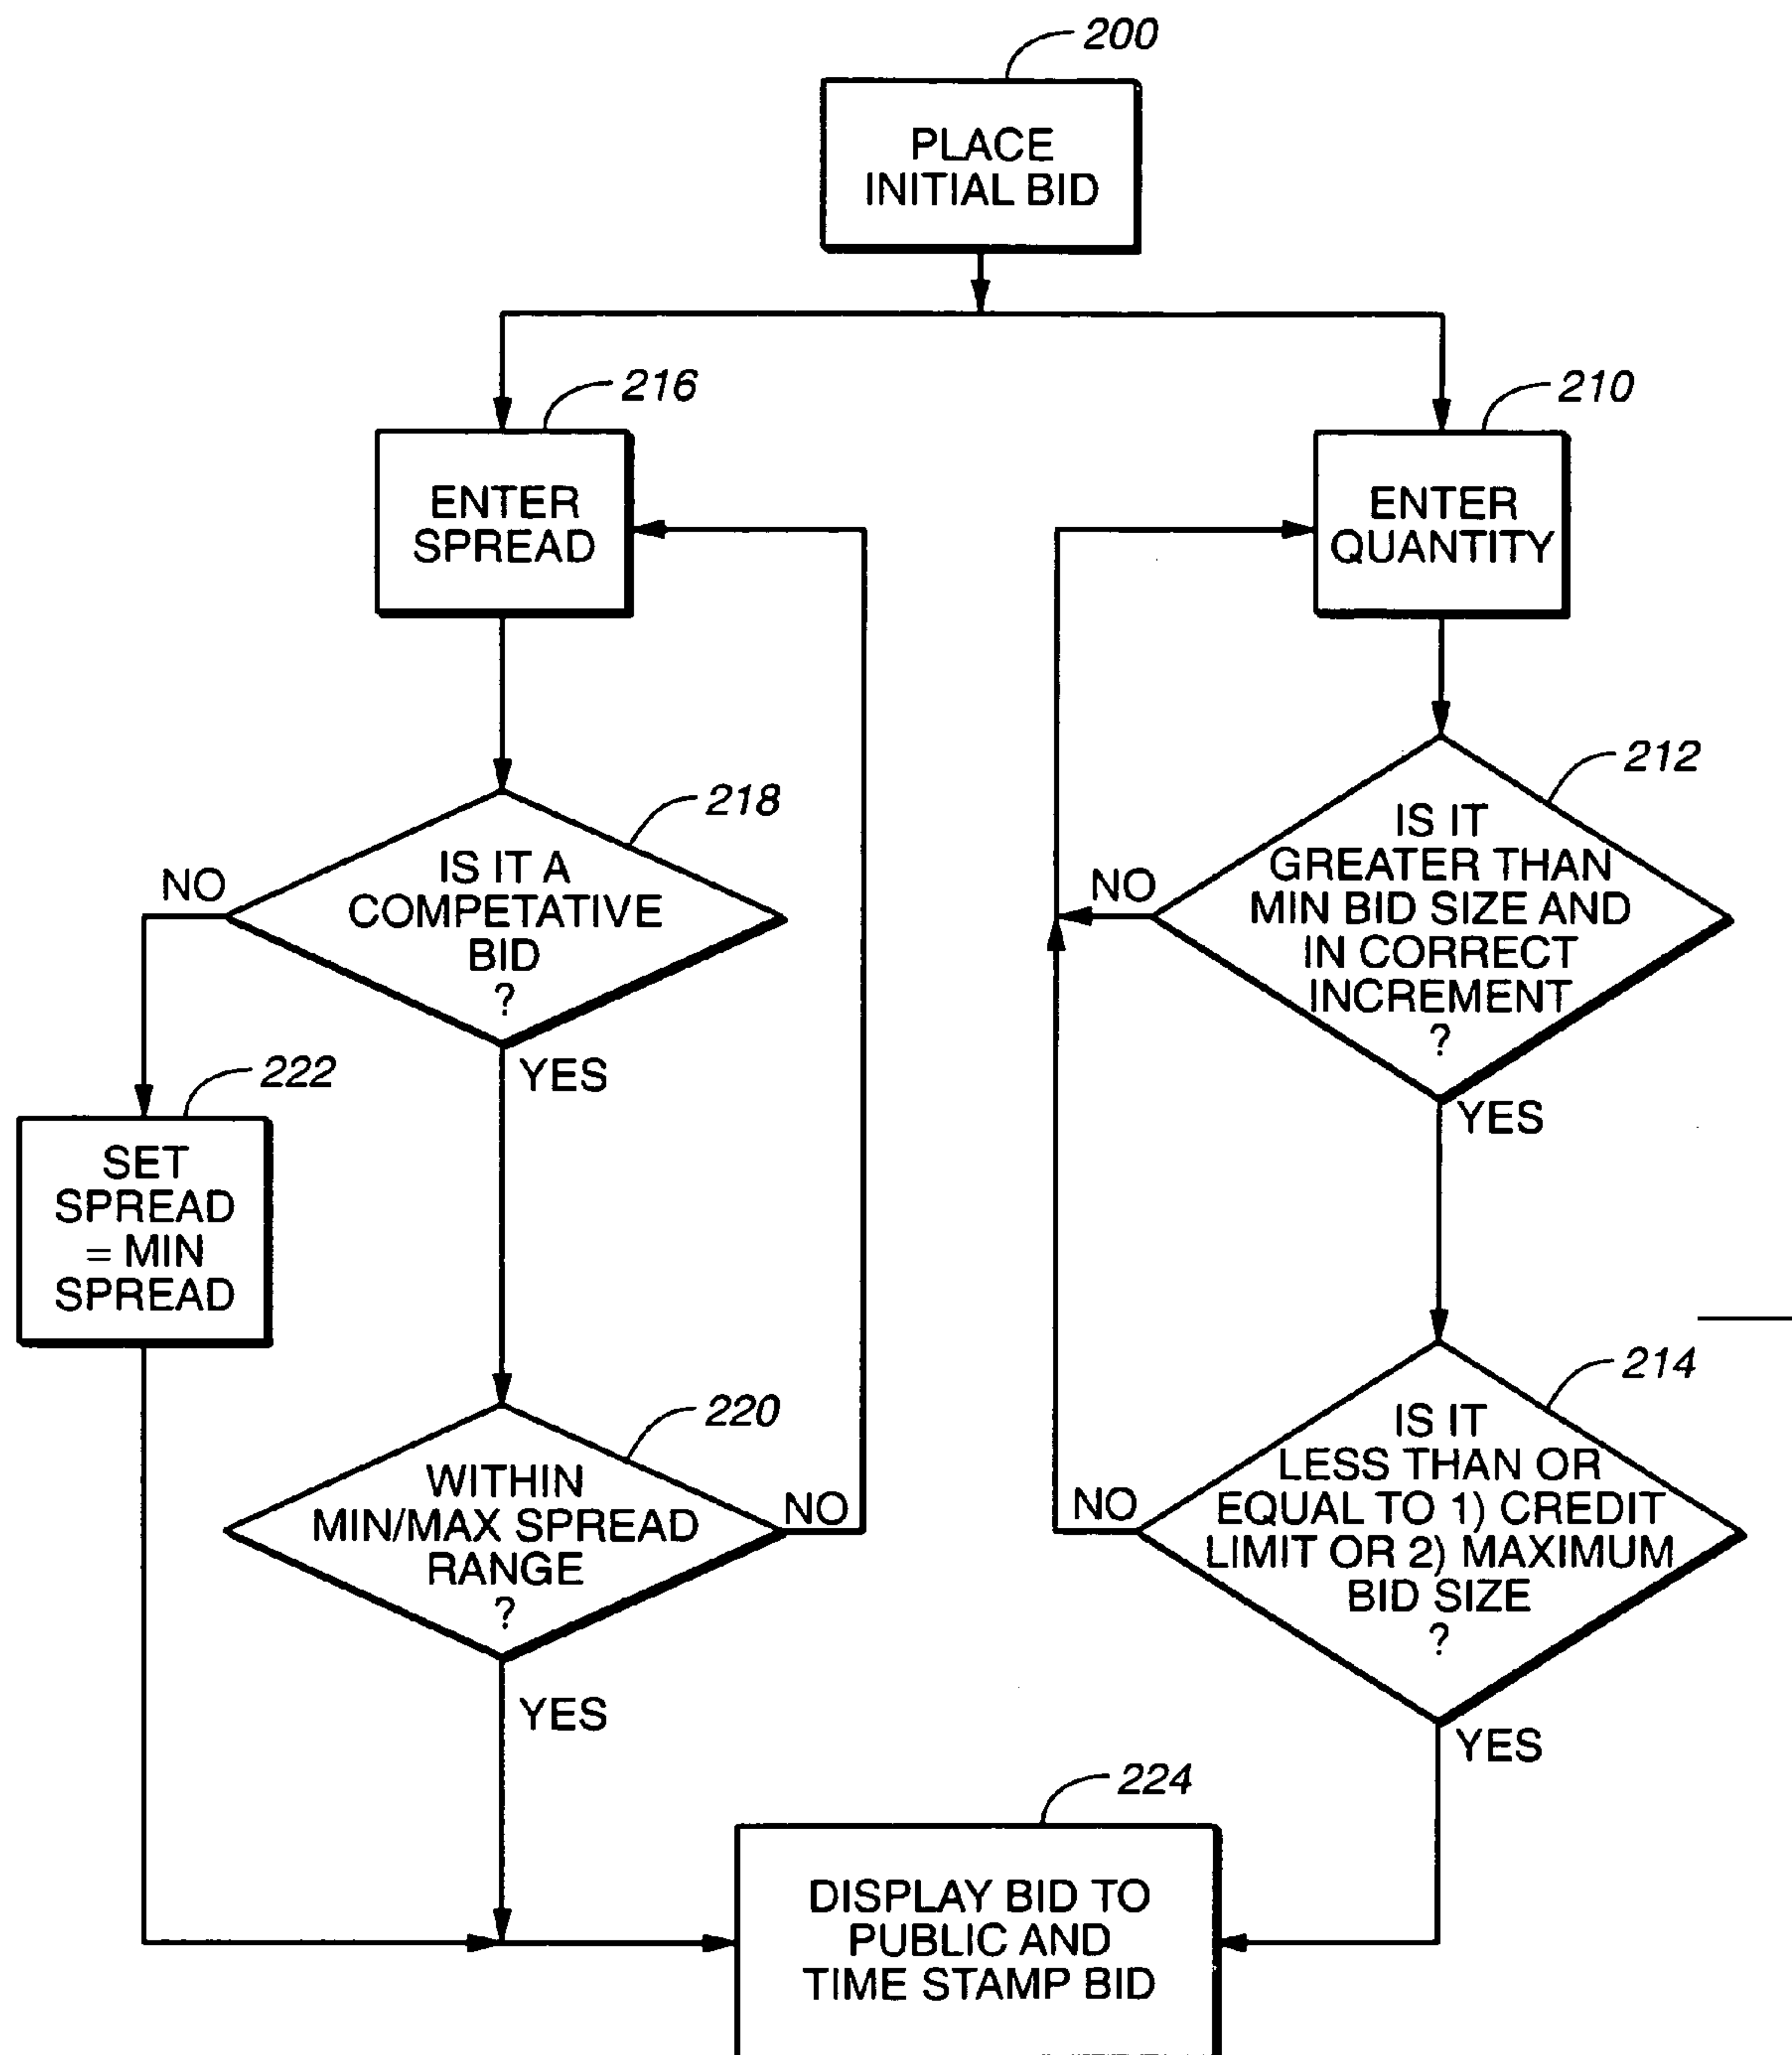 200
PLACE
INITIAL BID
216
ENTER
SPREAD
210
ENTER
QUANTITY
218
IS IT A
COMPETATIVE
BID
?
NO
YES
212
IS IT
GREATER THAN
MIN BID SIZE AND
IN CORRECT
INCREMENT
?
NO
YES
222
SET
SPREAD
= MIN
SPREAD
220
WITHIN
MIN/MAX SPREAD
RANGE
?
NO
YES
214
IS IT
LESS THAN OR
EQUAL TO 1) CREDIT
LIMIT OR 2) MAXIMUM
BID SIZE
?
NO
YES
224
DISPLAY BID TO
PUBLIC AND
TIME STAMP BID